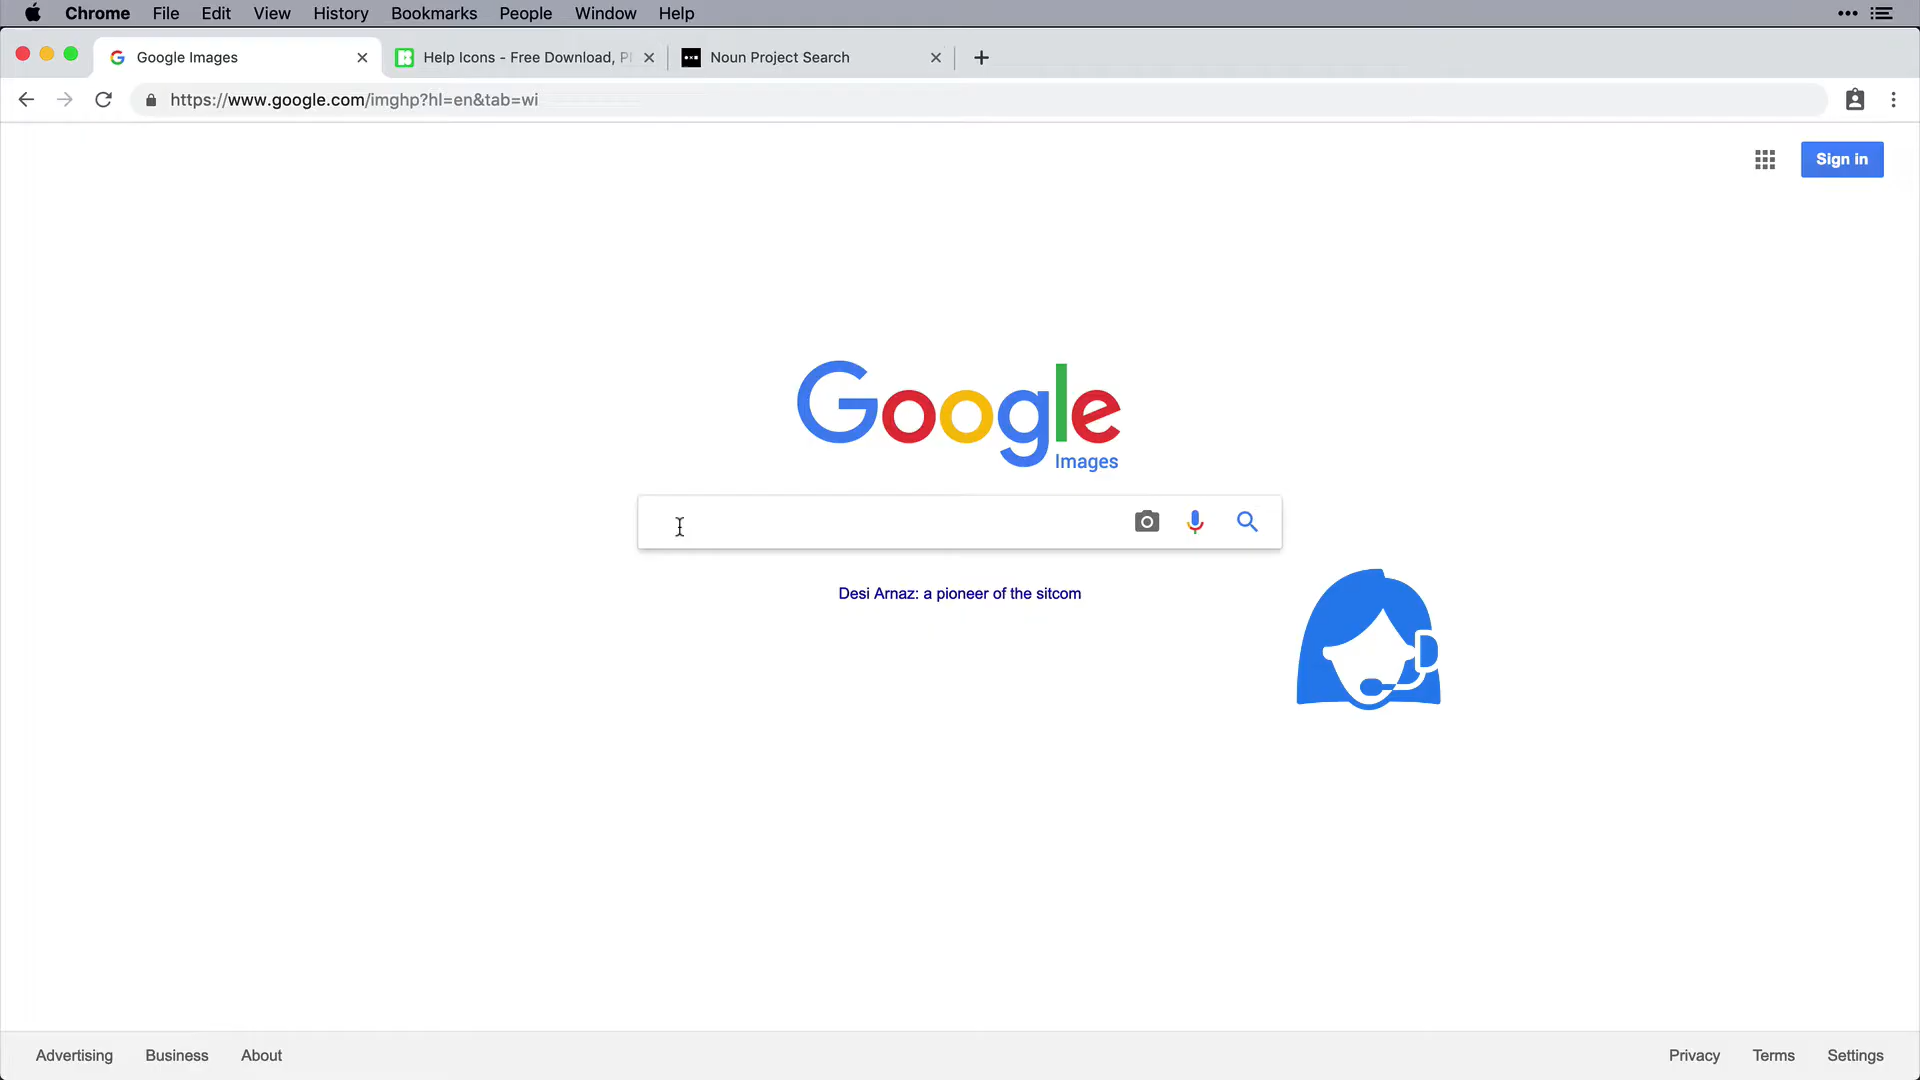 Chrome File Edit View History Bookmarks People Window Help
Google Images Help Icons - Free Download, Noun Project Search
https://www.google.com/imghp?hl=en&tab=wi
Sign in
Google
Images
Desi Arnaz: a pioneer of the sitcom
Advertising Business About Privacy Terms Settings